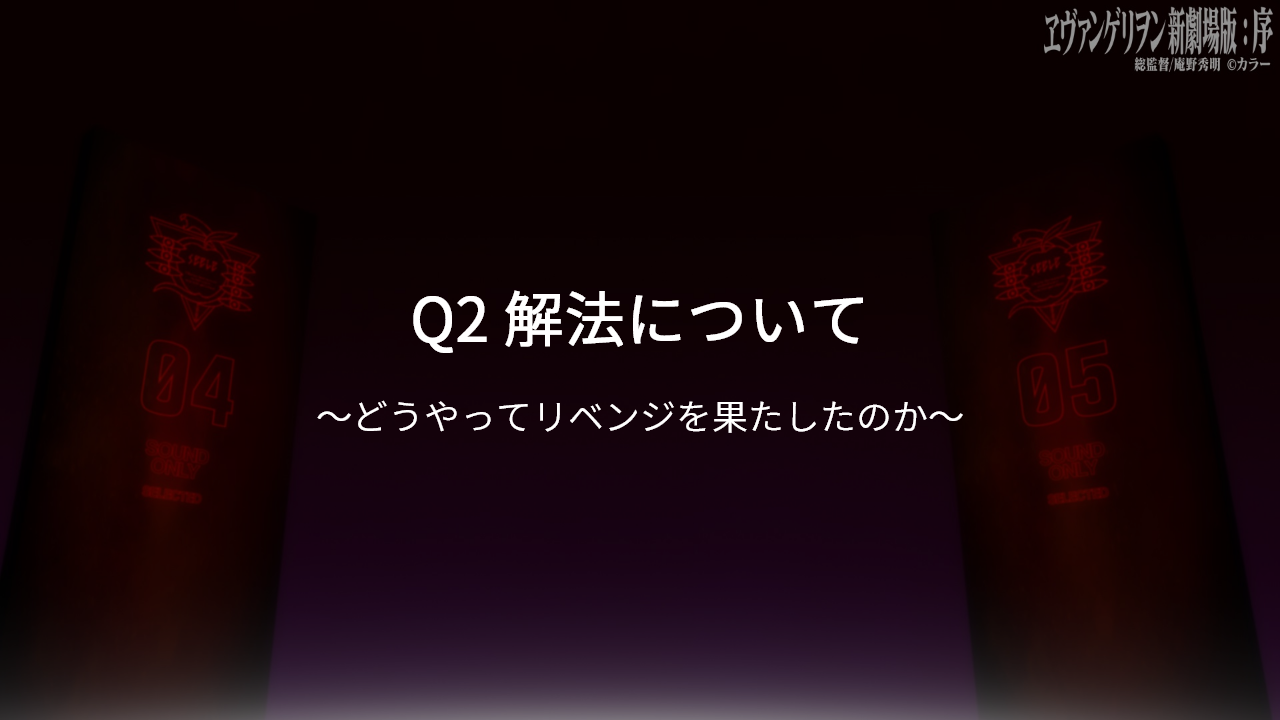 ヱヴァンゲリヲン新劇場版:序
総監督/庵野秀明 ©カラー
Q2 解法について
～どうやってリベンジを果たしたのか～
04
SOUND
ONLY
SELECTED
05
SOUND
ONLY
SELECTED